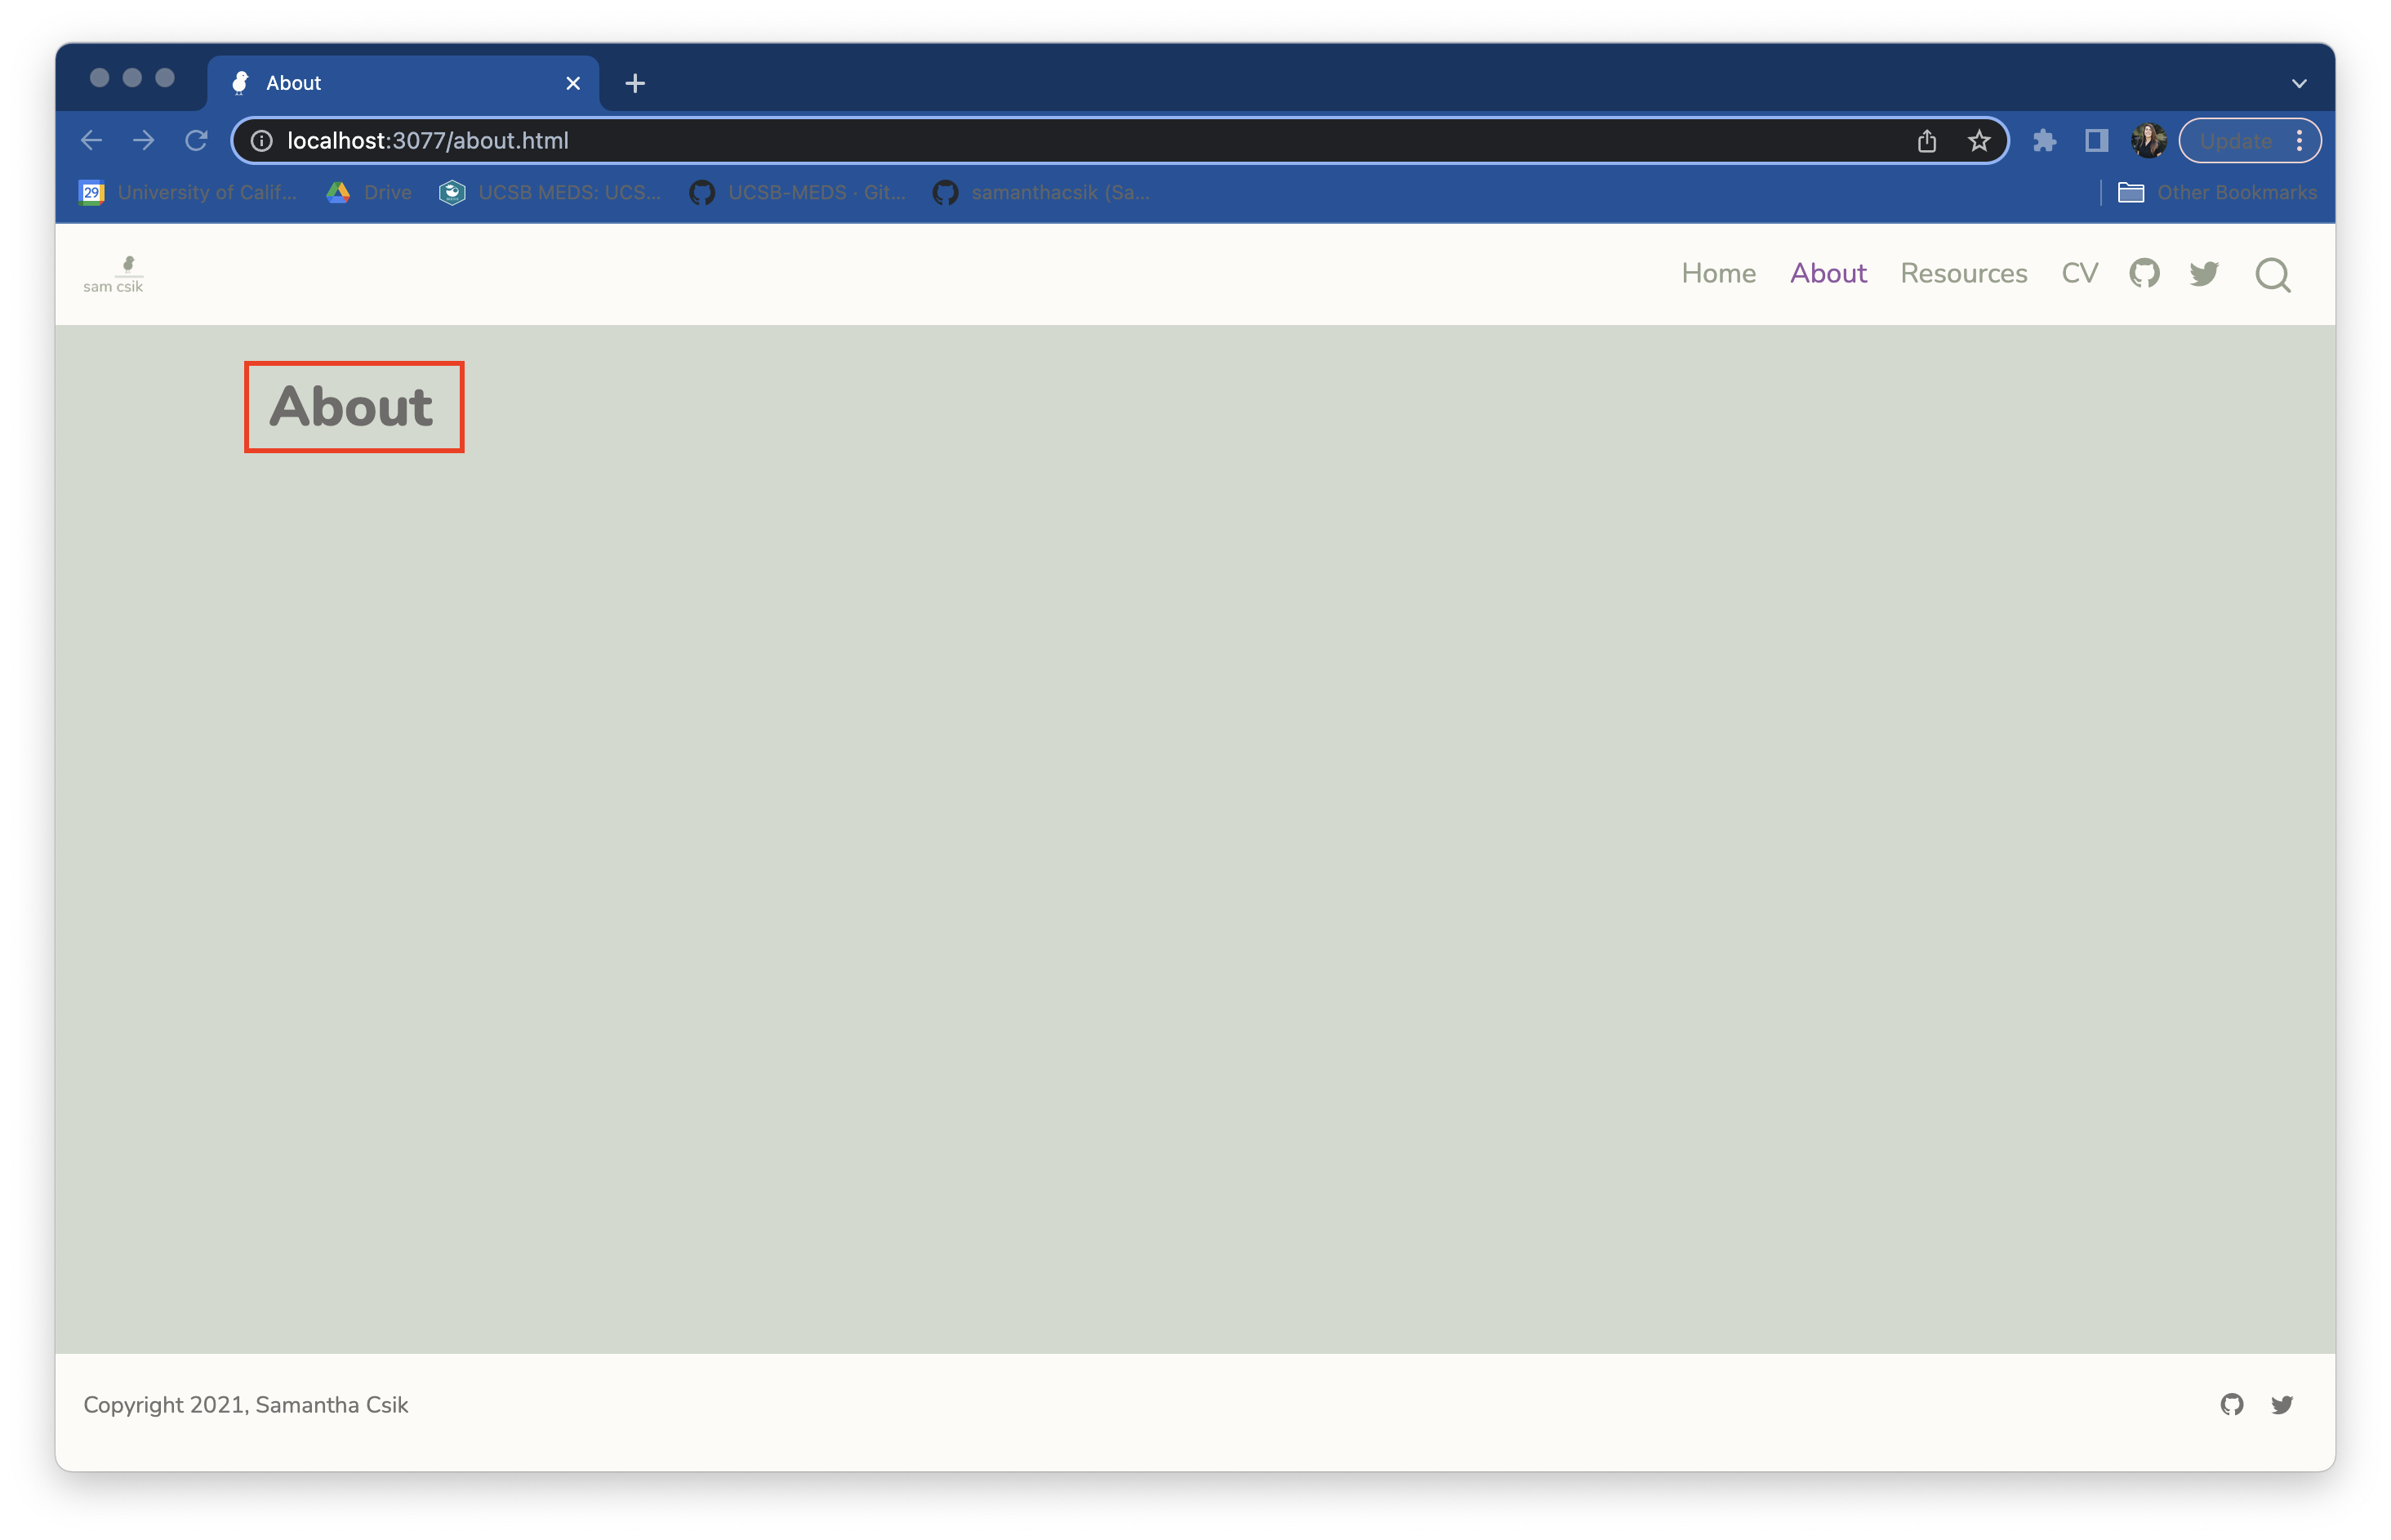 About
localhost:3077/about.html
Update
29 University of Calif... Drive UCSB MEDS: UCS... UCSB-MEDS · Git... samanthacsik (Sa... Other Bookmarks
sam csik
Home About Resources CV
About
Copyright 2021, Samantha Csik